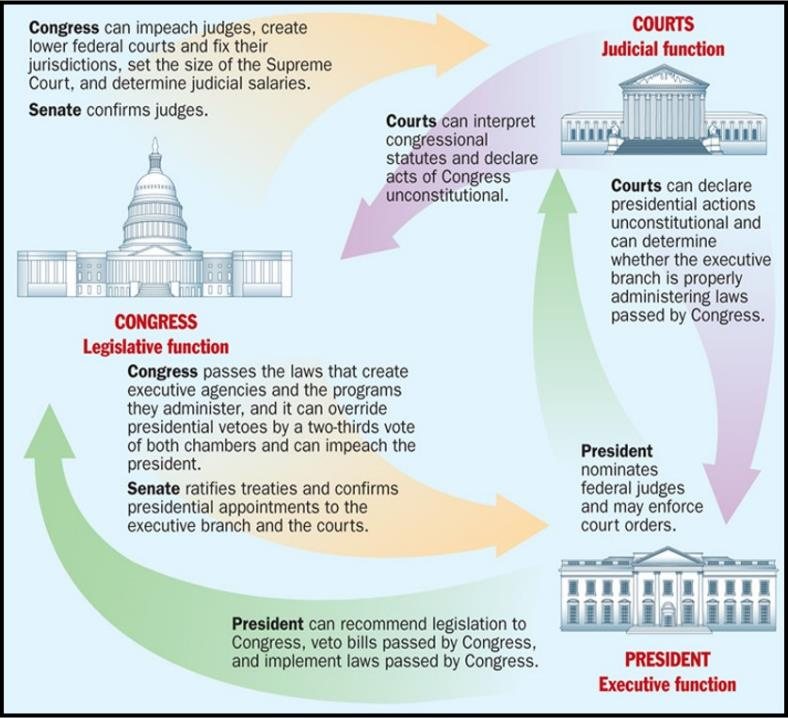 Congress can impeach judges, create
lower federal courts and fix their
jurisdictions, set the size of the Supreme
Court, and determine judicial salaries.
Senate confirms judges.
COURTS
Judicial function
Courts can interpret
congressional
statutes and declare
acts of Congress
unconstitutional.
Courts can declare
presidential actions
unconstitutional and
can determine
whether the executive
branch is properly
administering laws
passed by Congress.
CONGRESS
Legislative function
Congress passes the laws that create
executive agencies and the programs
they administer, and it can override
presidential vetoes by a two-thirds vote
of both chambers and can impeach the
president.
Senate ratifies treaties and confirms
presidential appointments to the
executive branch and the courts.
President
nominates
federal judges
and may enforce
court orders.
President can recommend legislation to
Congress, veto bills passed by Congress,
and implement laws passed by Congress.
PRESIDENT
Executive function